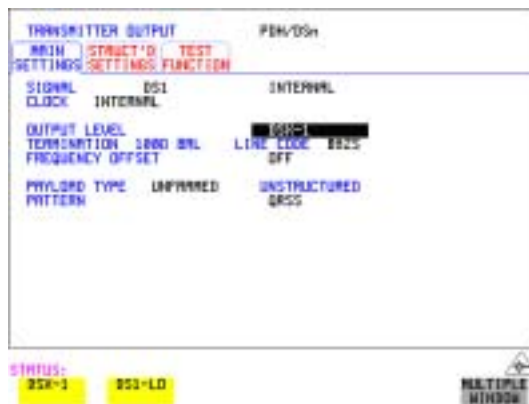 TRANSMITTER OUTPUT PDH/DSn
MAIN STRUCT'D TEST
SETTINGS SETTINGS FUNCTION
SIGNAL DS1 INTERNAL
CLOCK INTERNAL
OUTPUT LEVEL DSX-1
TERMINATION 100Ω BAL LINE CODE B8ZS
FREQUENCY OFFSET OFF
PAYLOAD TYPE UNFRAMED UNSTRUCTURED
PATTERN QRSS
STATUS:
DSX-1 DS1-LO
MULTIPLE
WINDOW